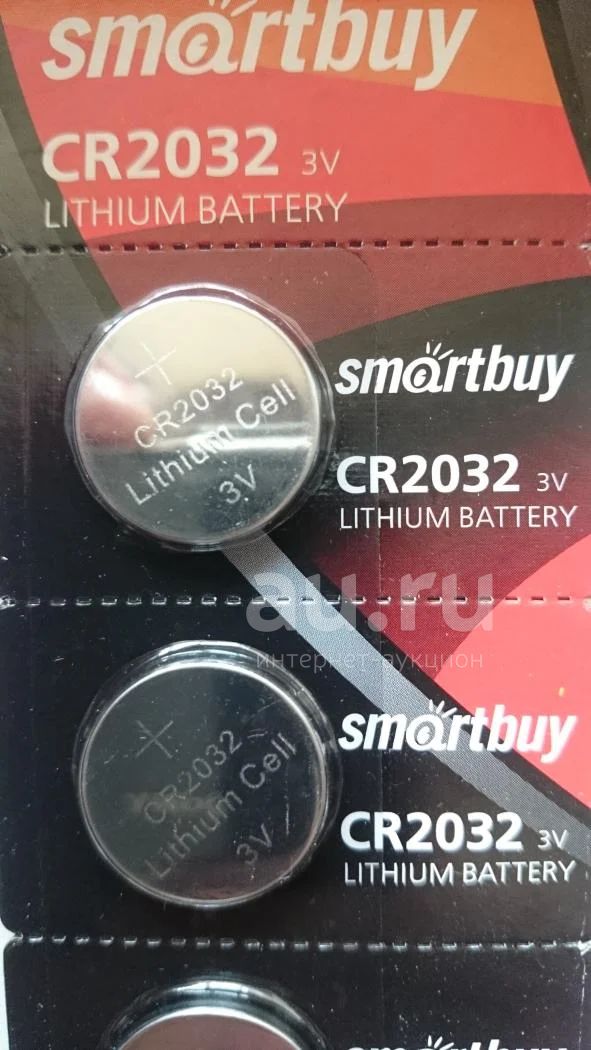 smartbuy
CR2032 3V
LITHIUM BATTERY
+
CR2032
Lithium Cell
3V
smartbuy
CR2032 3V
LITHIUM BATTERY
au.ru
интернет-аукцион
+
CR2032
Lithium Cell
3V
smartbuy
CR2032 3V
LITHIUM BATTERY